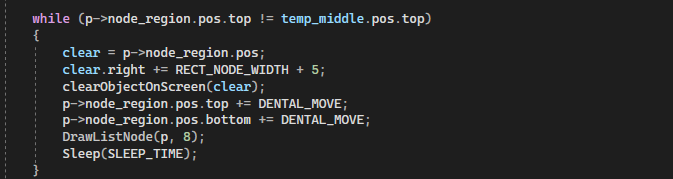 while (p->node_region.pos.top != temp_middle.pos.top)
{
    clear = p->node_region.pos;
    clear.right += RECT_NODE_WIDTH + 5;
    clearObjectOnScreen(clear);
    p->node_region.pos.top += DENTAL_MOVE;
    p->node_region.pos.bottom += DENTAL_MOVE;
    DrawListNode(p, 8);
    Sleep(SLEEP_TIME);
}